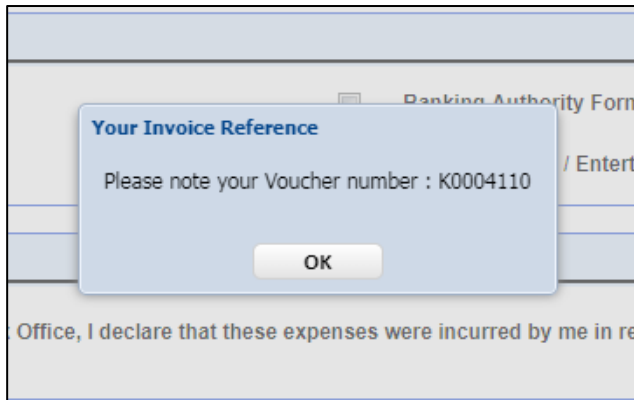 Banking Authority Form
Your Invoice Reference
Please note your Voucher number : K0004110
/ Entert
OK
Office, I declare that these expenses were incurred by me in re